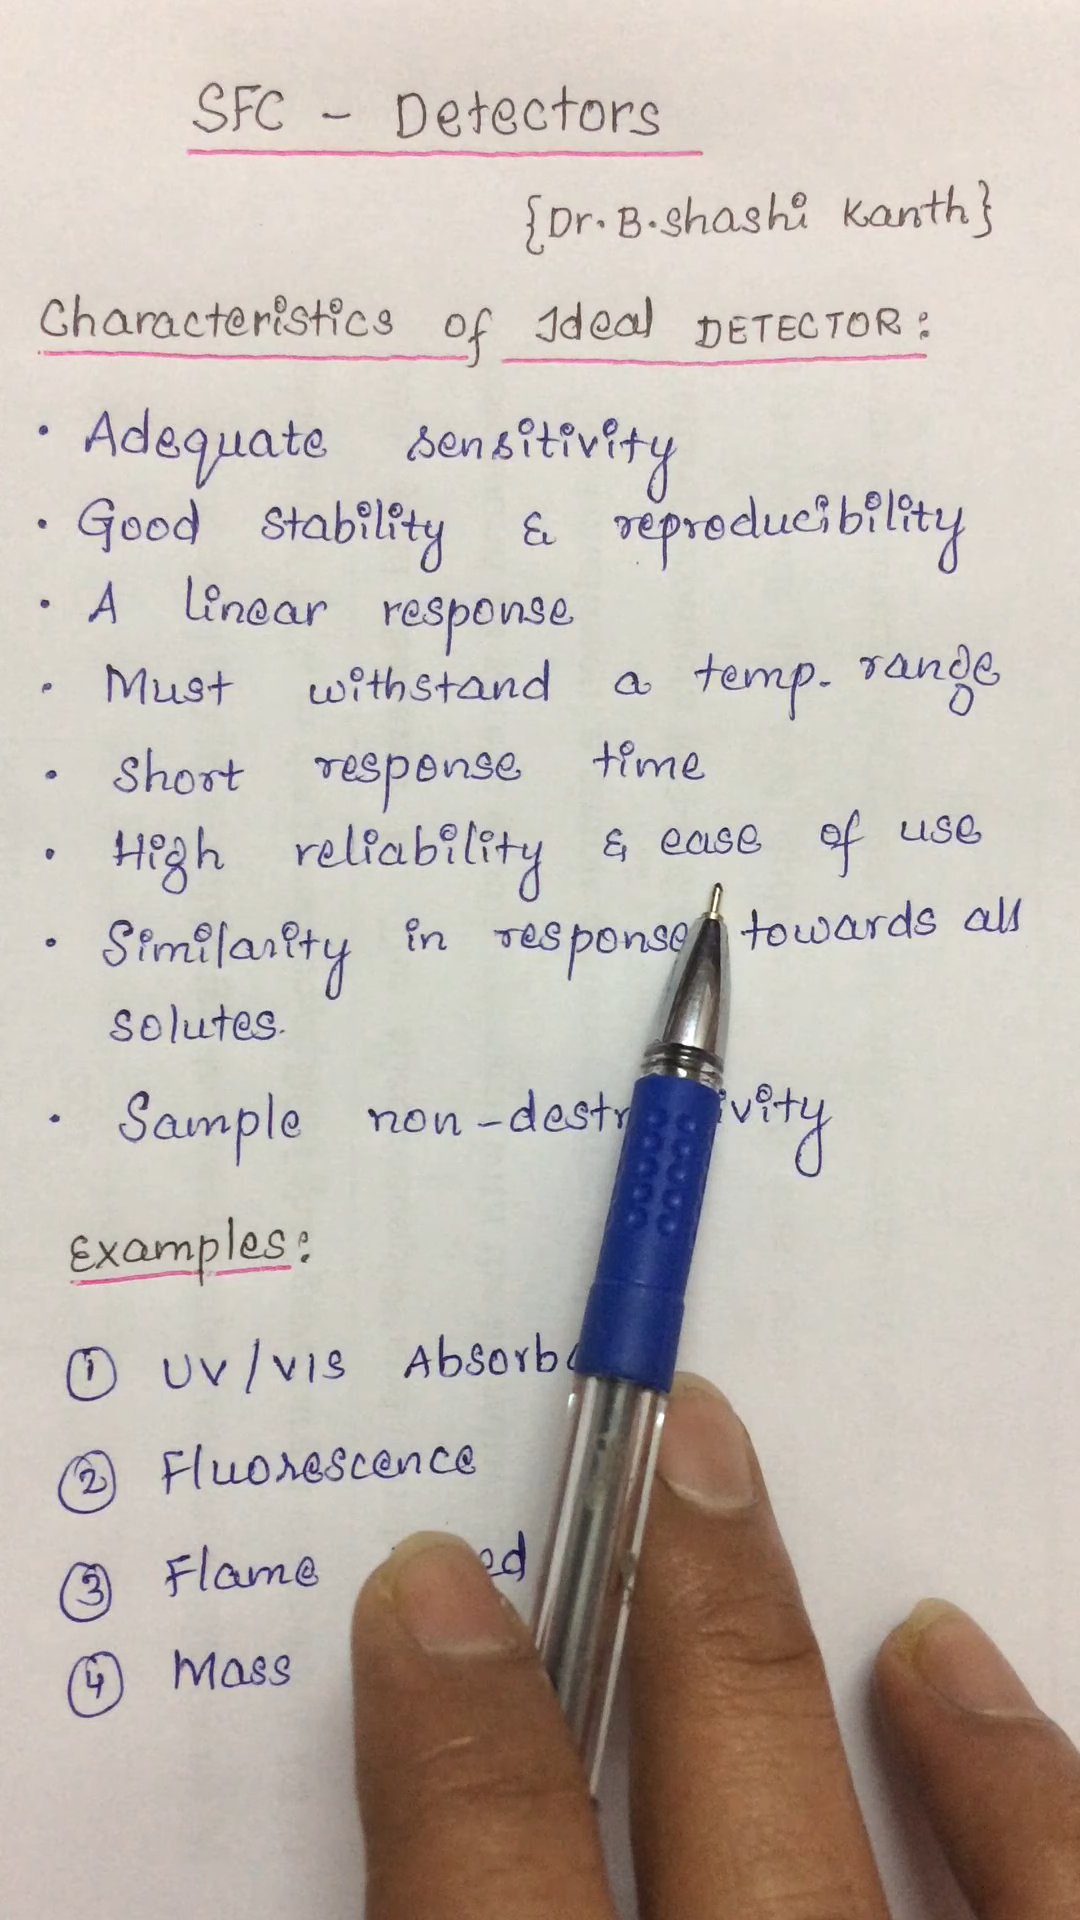 SFC - Detectors
{Dr.B.Shashi Kanth}
Characteristics of Ideal DETECTOR:
• Adequate sensitivity
• Good stability & reproducibility
• A linear response
• Must withstand a temp. range
• Short response time
• High reliability & ease of use
• Similarity in response towards all
solutes.
• Sample non-destr ivity
Examples:
① UV/VIS Absorb
② Fluorescence
③ Flame
④ Mass